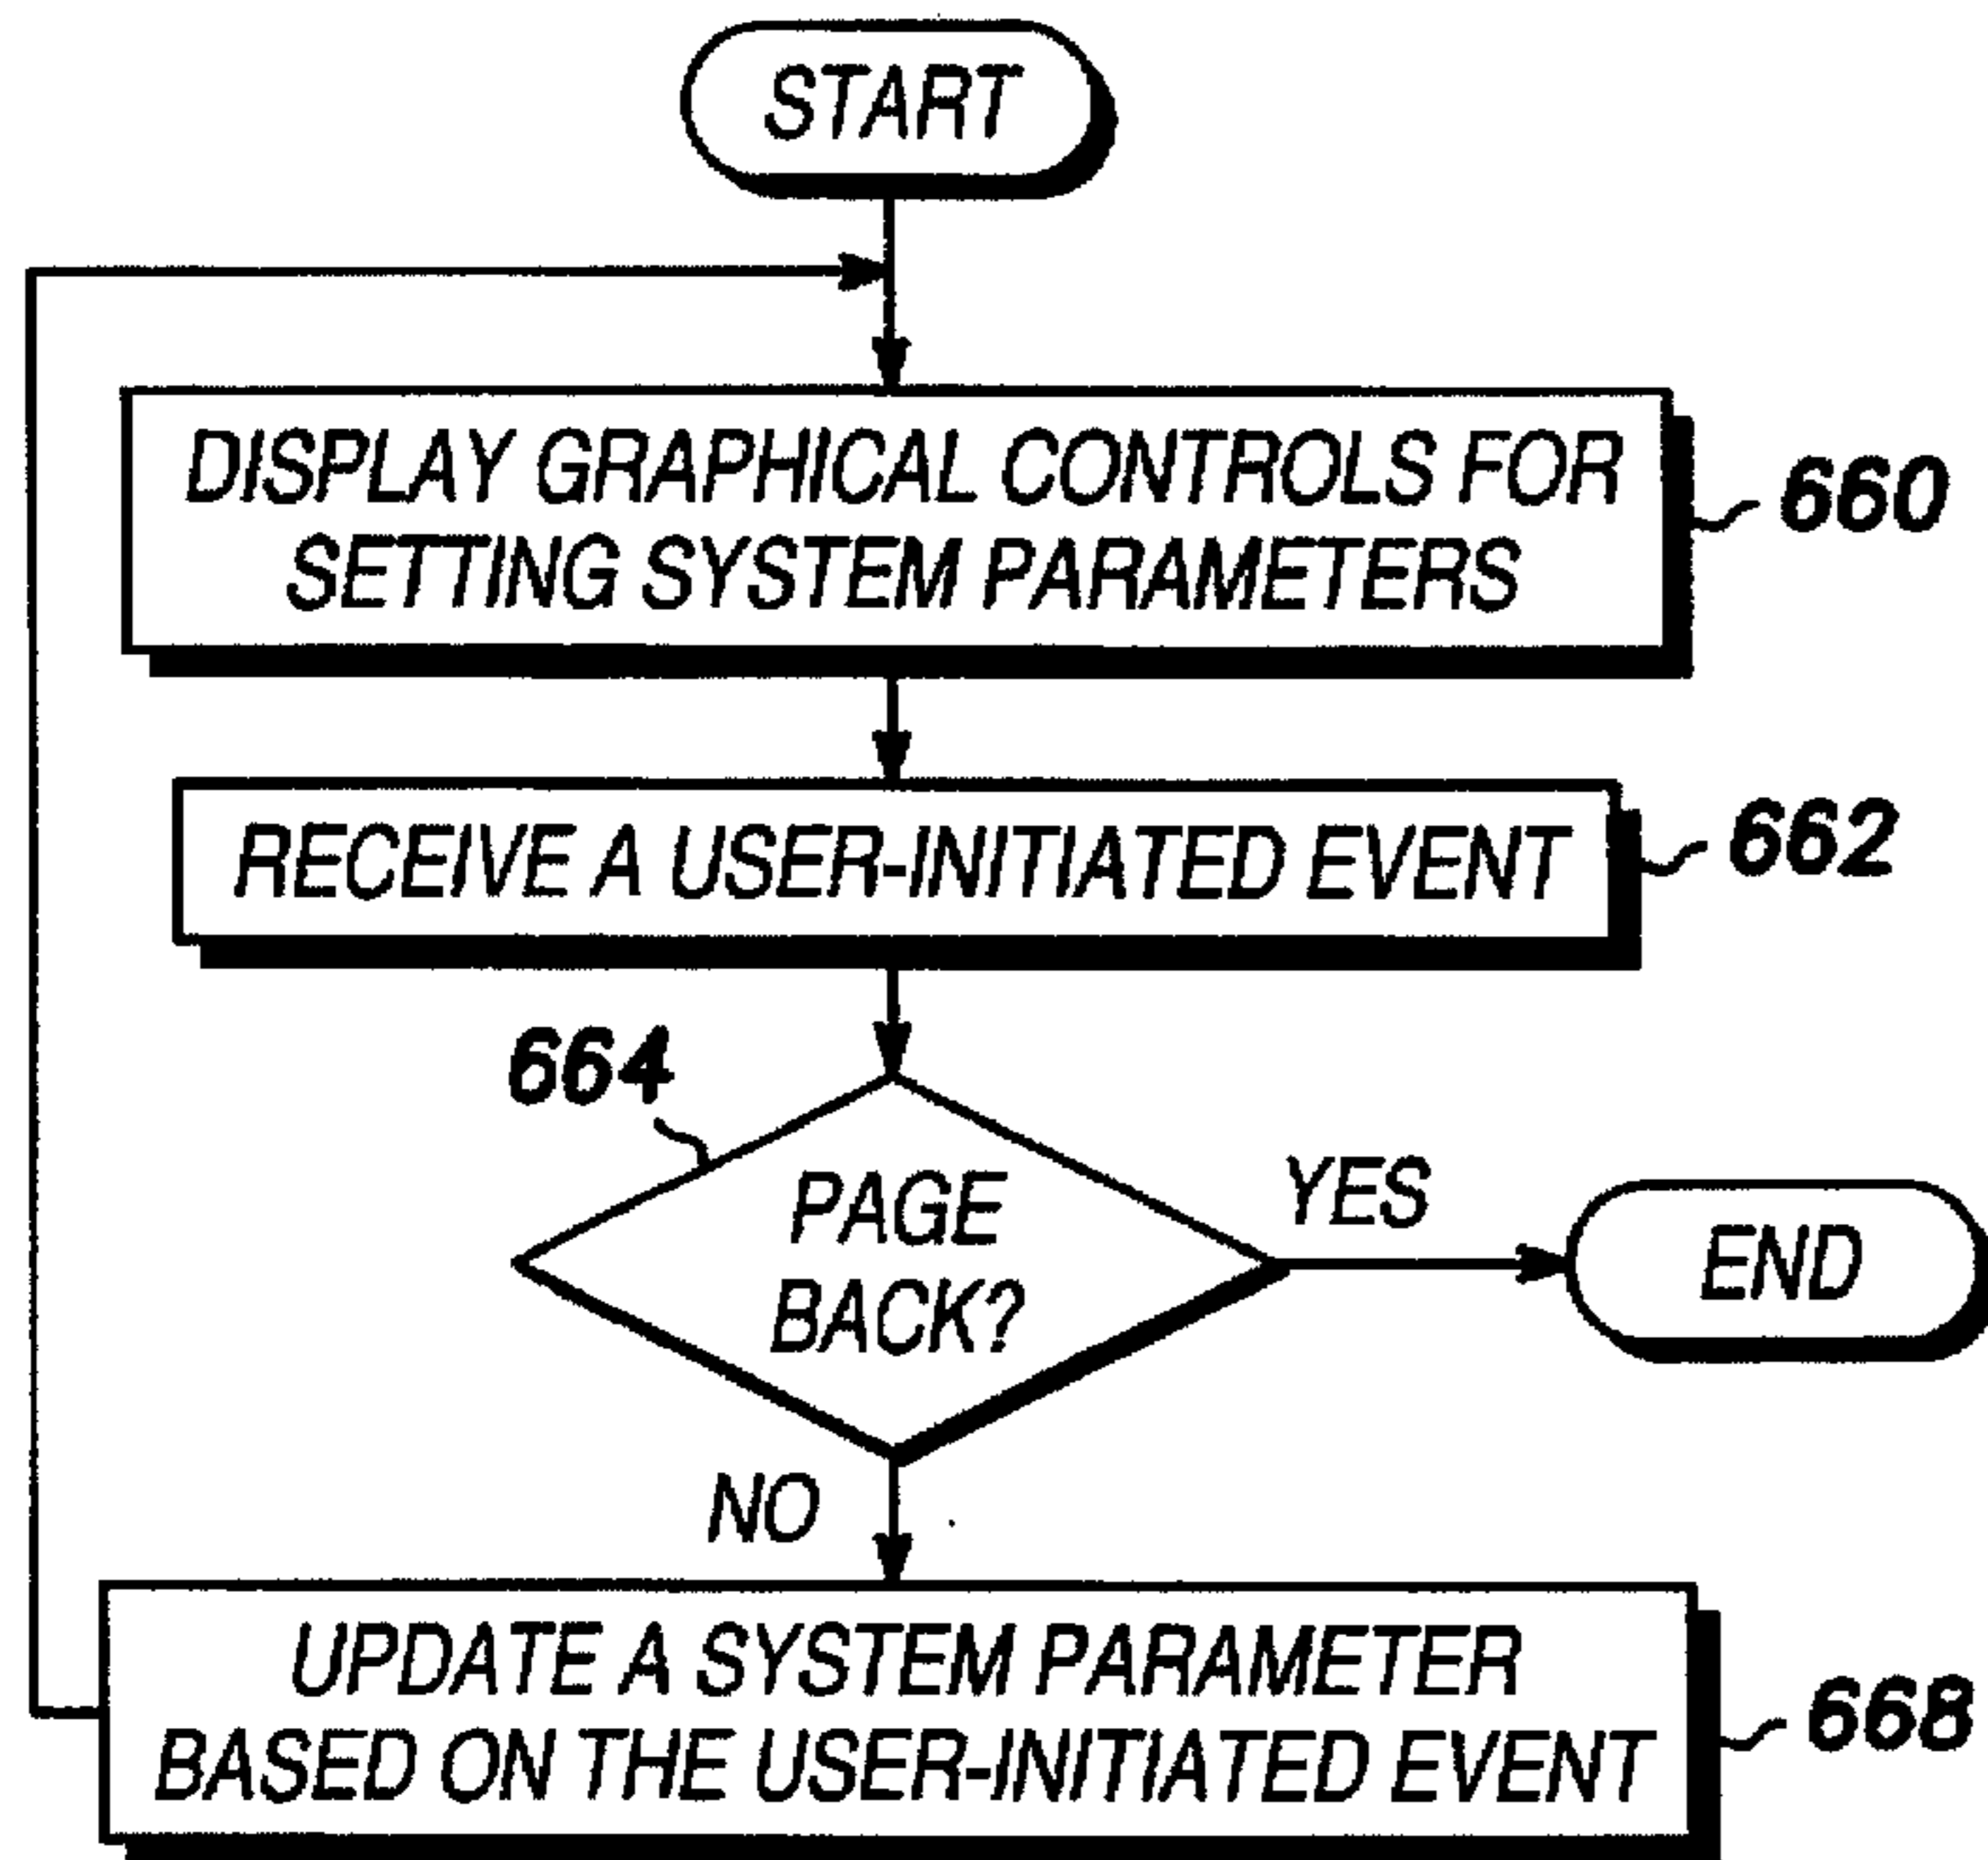 START
DISPLAY GRAPHICAL CONTROLS FOR
SETTING SYSTEM PARAMETERS
660
RECEIVE A USER-INITIATED EVENT
662
664
PAGE
BACK?
YES
END
NO
UPDATE A SYSTEM PARAMETER
BASED ON THE USER-INITIATED EVENT
668